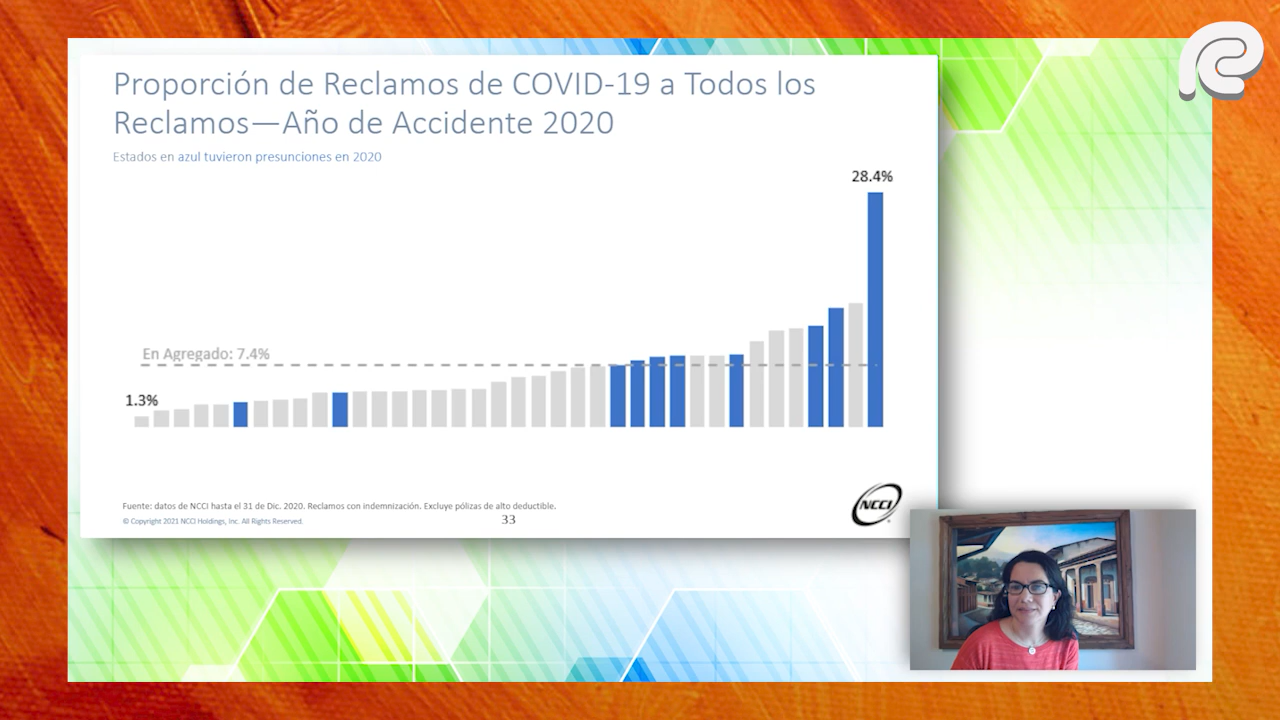 Proporción de Reclamos de COVID-19 a Todos los
Reclamos—Año de Accidente 2020
Estados en azul tuvieron presunciones en 2020
28.4%
En Agregado: 7.4%
1.3%
Fuente: datos de NCCI hasta el 31 de Dic. 2020. Reclamos con indemnización. Excluye pólizas de alto deducible.
© Copyright 2021 NCCI Holdings, Inc. All Rights Reserved.
33
NCCI